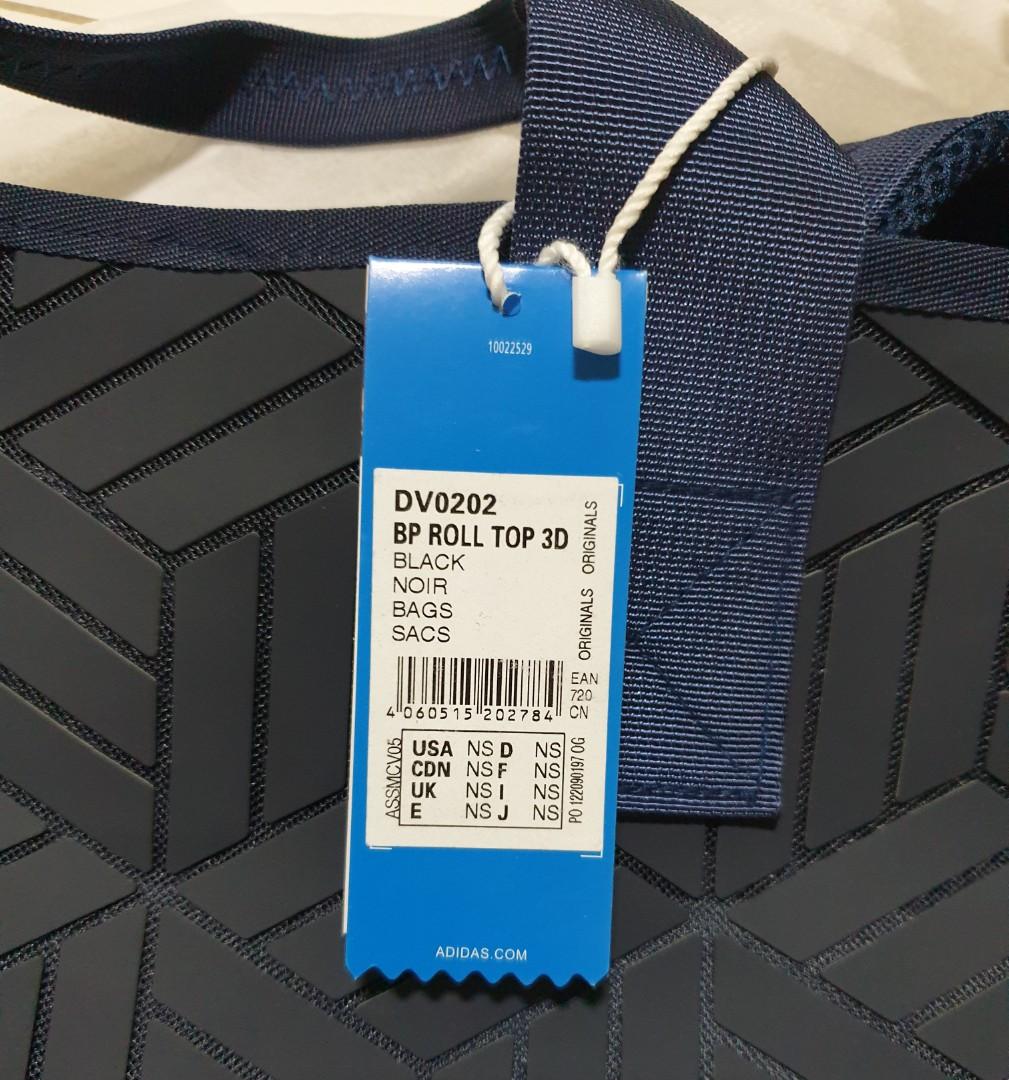 10022529
DV0202
BP ROLL TOP 3D
BLACK
NOIR
BAGS
SACS
ORIGINALS ORIGINALS
EAN
720
CN
4 060515 202784
ASSMCV05
USA NS D NS
CDN NS F NS
UK NS I NS
E NS J NS
PO 122090197 OG
ADIDAS.COM